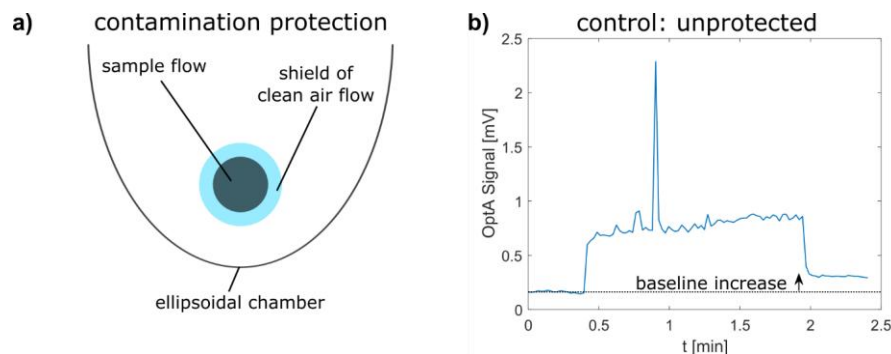 a)
contamination protection
sample flow
shield of
clean air flow
ellipsoidal chamber
b)
control: unprotected
OptA Signal [mV]
2.5
2
1.5
1
0.5
0
baseline increase
0
0.5
1
1.5
2
2.5
t [min]